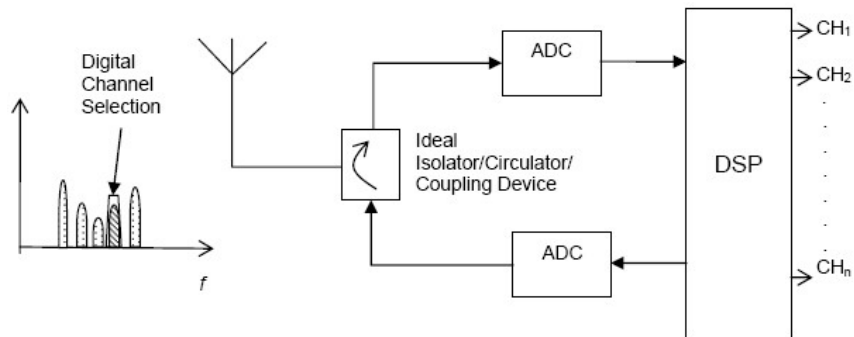 Digital
Channel
Selection
f
Ideal
Isolator/Circulator/
Coupling Device
ADC
ADC
DSP
CH₁
CH₂
CHₙ